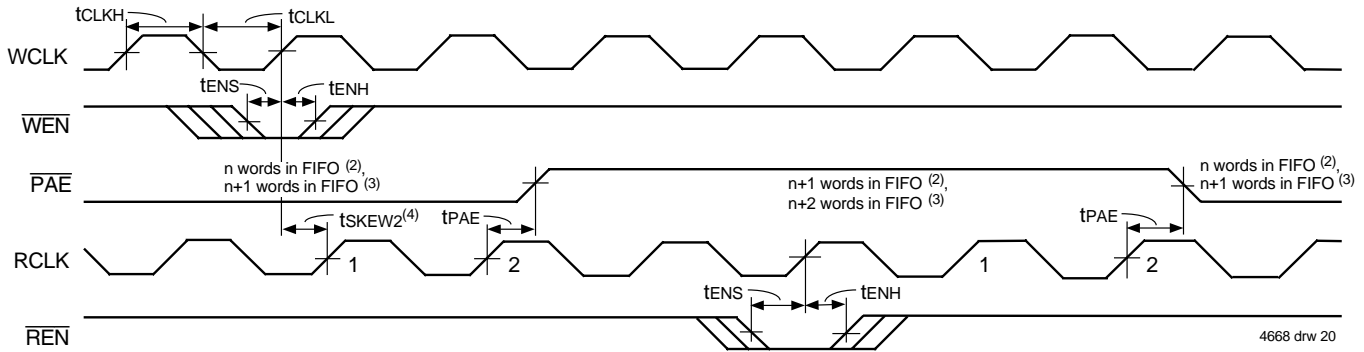 tCLKH
tCLKL
WCLK
tENS
tENH
WEN
n words in FIFO (2),
n+1 words in FIFO (3)
PAE
n+1 words in FIFO (2),
n+2 words in FIFO (3)
n words in FIFO (2),
n+1 words in FIFO (3)
tSKEW2(4)
tPAE
tPAE
RCLK
1
2
1
2
tENS
tENH
REN
4668 drw 20